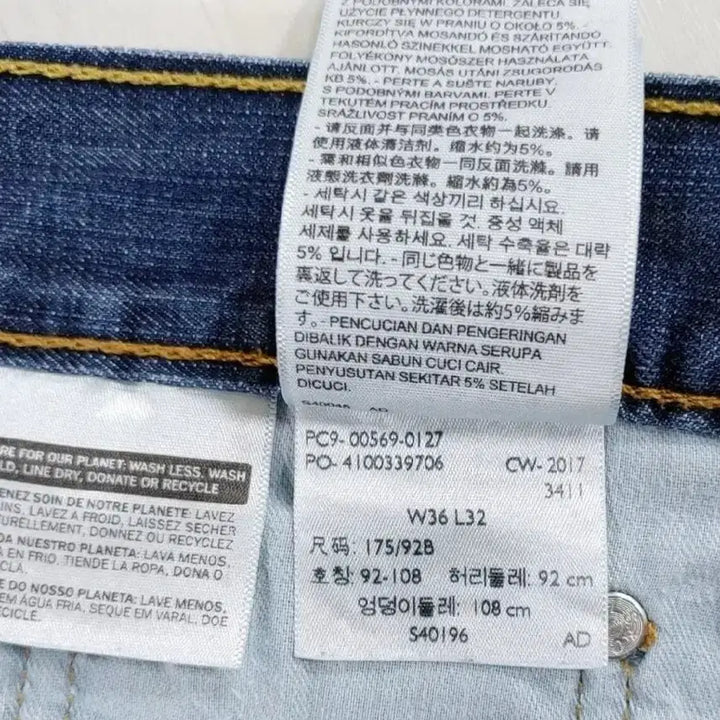 Z PODOBNYMI KOLORAMI. ZALECA SIĘ
UŻYCIE PŁYNNEGO DETERGENTU.
KURCZY SIĘ W PRANIU O OKOŁO 5%. -
KIFORDÍTVA MOSANDÓ ÉS SZÁRÍTANDÓ
HASONLÓ SZÍNEKKEL MOSHATÓ EGYÜTT.
FOLYÉKONY MOSÓSZER HASZNÁLATA
AJÁNLOTT. MOSÁS UTÁNI ZSUGORODÁS
KB 5%. - PERTE A SUŠTE NARUBY.
S PODOBNÝMI BARVAMI. PERTE V
TEKUTÉM PRACÍM PROSTŘEDKU.
SRÁŽLIVOST PRANÍM O 5%.
- 请反面并与同类色衣物一起洗涤。请
使用液体清洁剂。缩水约为5%。
- 需和相似色衣物一同反面洗滌。請用
液態洗衣劑洗滌。縮水約為5%。
- 세탁시 같은 색상끼리 하십시요.
세탁시 옷을 뒤집을 것. 중성 액체
세제를 사용하세요. 세탁 수축율은 대략
5% 입니다. - 同じ色物と一緒に製品を
裏返して洗ってください。液体洗剤を
ご使用下さい。洗濯後は約5%縮みま
す。- PENCUCIAN DAN PENGERINGAN
DIBALIK DENGAN WARNA SERUPA
GUNAKAN SABUN CUCI CAIR.
PENYUSUTAN SEKITAR 5% SETELAH
DICUCI.
AD
PC9- 00569-0127
PO- 4100339706 CW- 2017
3411
W36 L32
尺码: 175/92B
호칭: 92-108 허리둘레: 92 cm
엉덩이둘레: 108 cm
S40196 AD
FOR OUR PLANET: WASH LESS, WASH
LINE DRY, DONATE OR RECYCLE
SOIN DE NOTRE PLANETE: LAVEZ
LAVEZ A FROID, LAISSEZ SECHER
DONNEZ OU RECYCLEZ
NUESTRO PLANETA: LAVA MENOS,
EN FRIO, TIENDE LA ROPA, DONA O
DO NOSSO PLANETA: LAVE MENOS,
EM AGUA FRIA, SEQUE EM VARAL, DOE